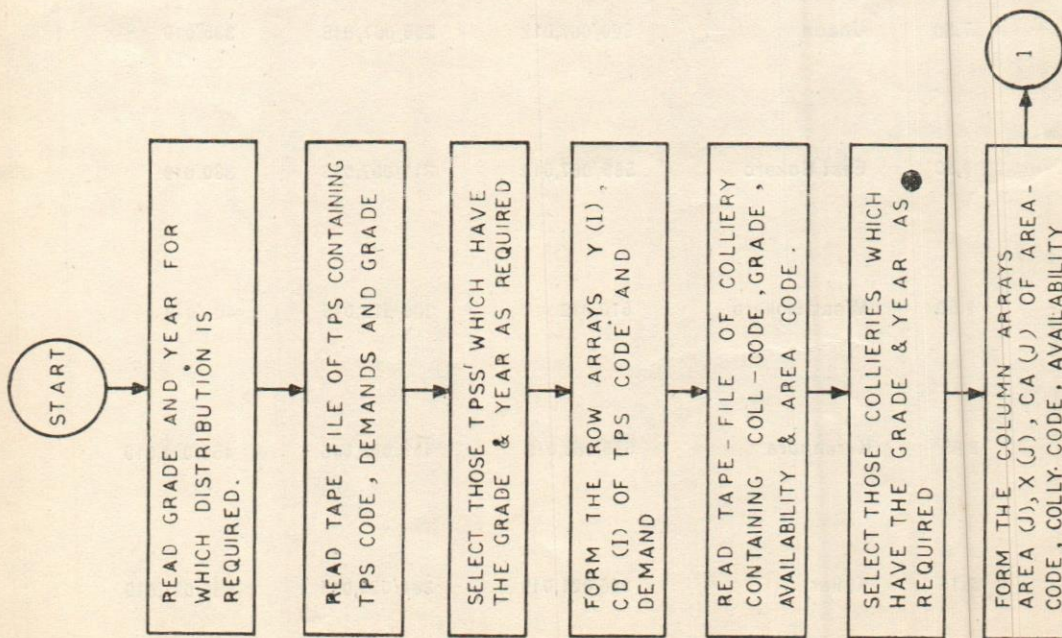 START
READ GRADE AND YEAR FOR
WHICH DISTRIBUTION IS
REQUIRED.
READ TAPE FILE OF TPS CONTAINING
TPS CODE, DEMANDS AND GRADE
SELECT THOSE TPSS' WHICH HAVE
THE GRADE & YEAR AS REQUIRED
FORM THE ROW ARRAYS Y (I),
CD (I) OF TPS CODE AND
DEMAND
READ TAPE - FILE OF COLLIERY
CONTAINING COLL-CODE, GRADE,
AVAILABILITY & AREA CODE.
SELECT THOSE COLLIERIES WHICH
HAVE THE GRADE & YEAR AS
REQUIRED
FORM THE COLUMN ARRAYS
AREA (J), X (J), CA (J) OF AREA-
CODE, COLLY. CODE, AVAILABILITY
1